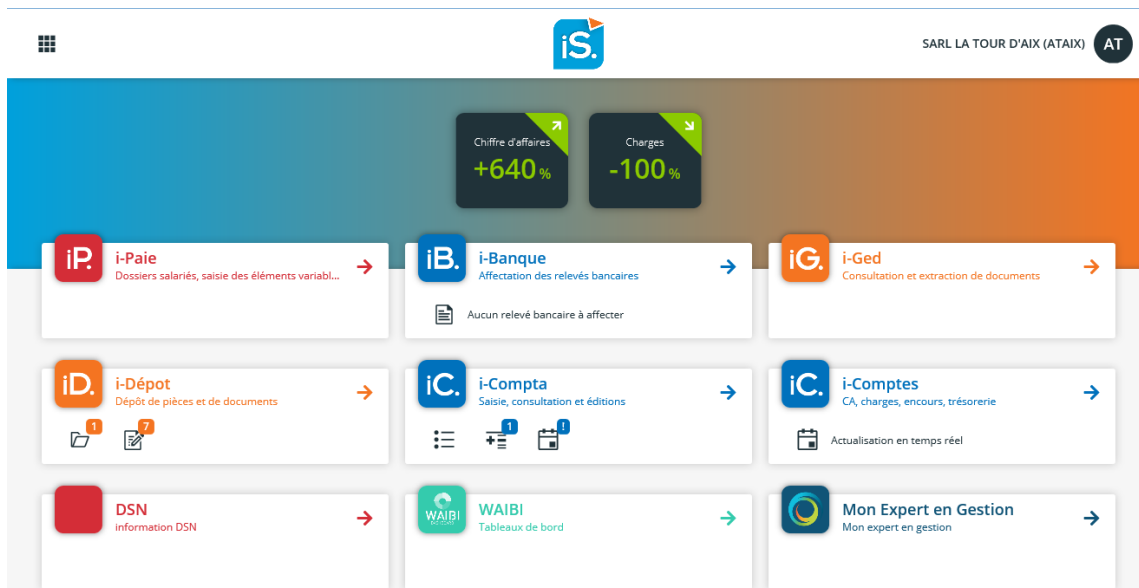 iS.
SARL LA TOUR D'AIX (ATAIX)
AT
Chiffre d'affaires
+640 %
Charges
-100 %
iP.
i-Paie
Dossiers salariés, saisie des éléments variabl...
iB.
i-Banque
Affectation des relevés bancaires
Aucun relevé bancaire à affecter
iG.
i-Ged
Consultation et extraction de documents
iD.
i-Dépot
Dépôt de pièces et de documents
1
7
iC.
i-Compta
Saisie, consultation et éditions
1
!
iC.
i-Comptes
CA, charges, encours, trésorerie
Actualisation en temps réel
DSN
information DSN
WAIBI
WAIBI
Tableaux de bord
Mon Expert en Gestion
Mon expert en gestion